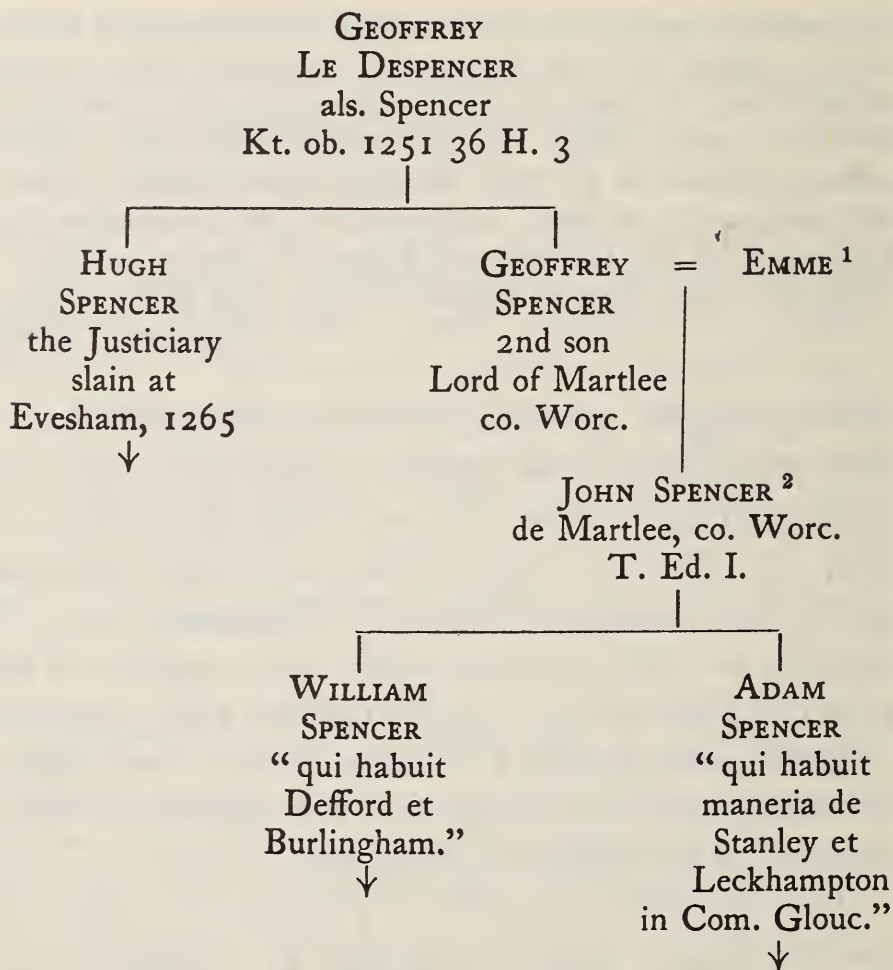 GEOFFREY
LE DESPENCER
als. Spencer
Kt. ob. 1251 36 H. 3
HUGH
SPENCER
the Justiciary
slain at
Evesham, 1265
GEOFFREY = EMME ¹
SPENCER
2nd son
Lord of Martlee
co. Worc.
JOHN SPENCER ²
de Martlee, co. Worc.
T. Ed. I.
WILLIAM
SPENCER
“qui habuit
Defford et
Burlingham.”
ADAM
SPENCER
“qui habuit
maneria de
Stanley et
Leckhampton
in Com. Glouc.”